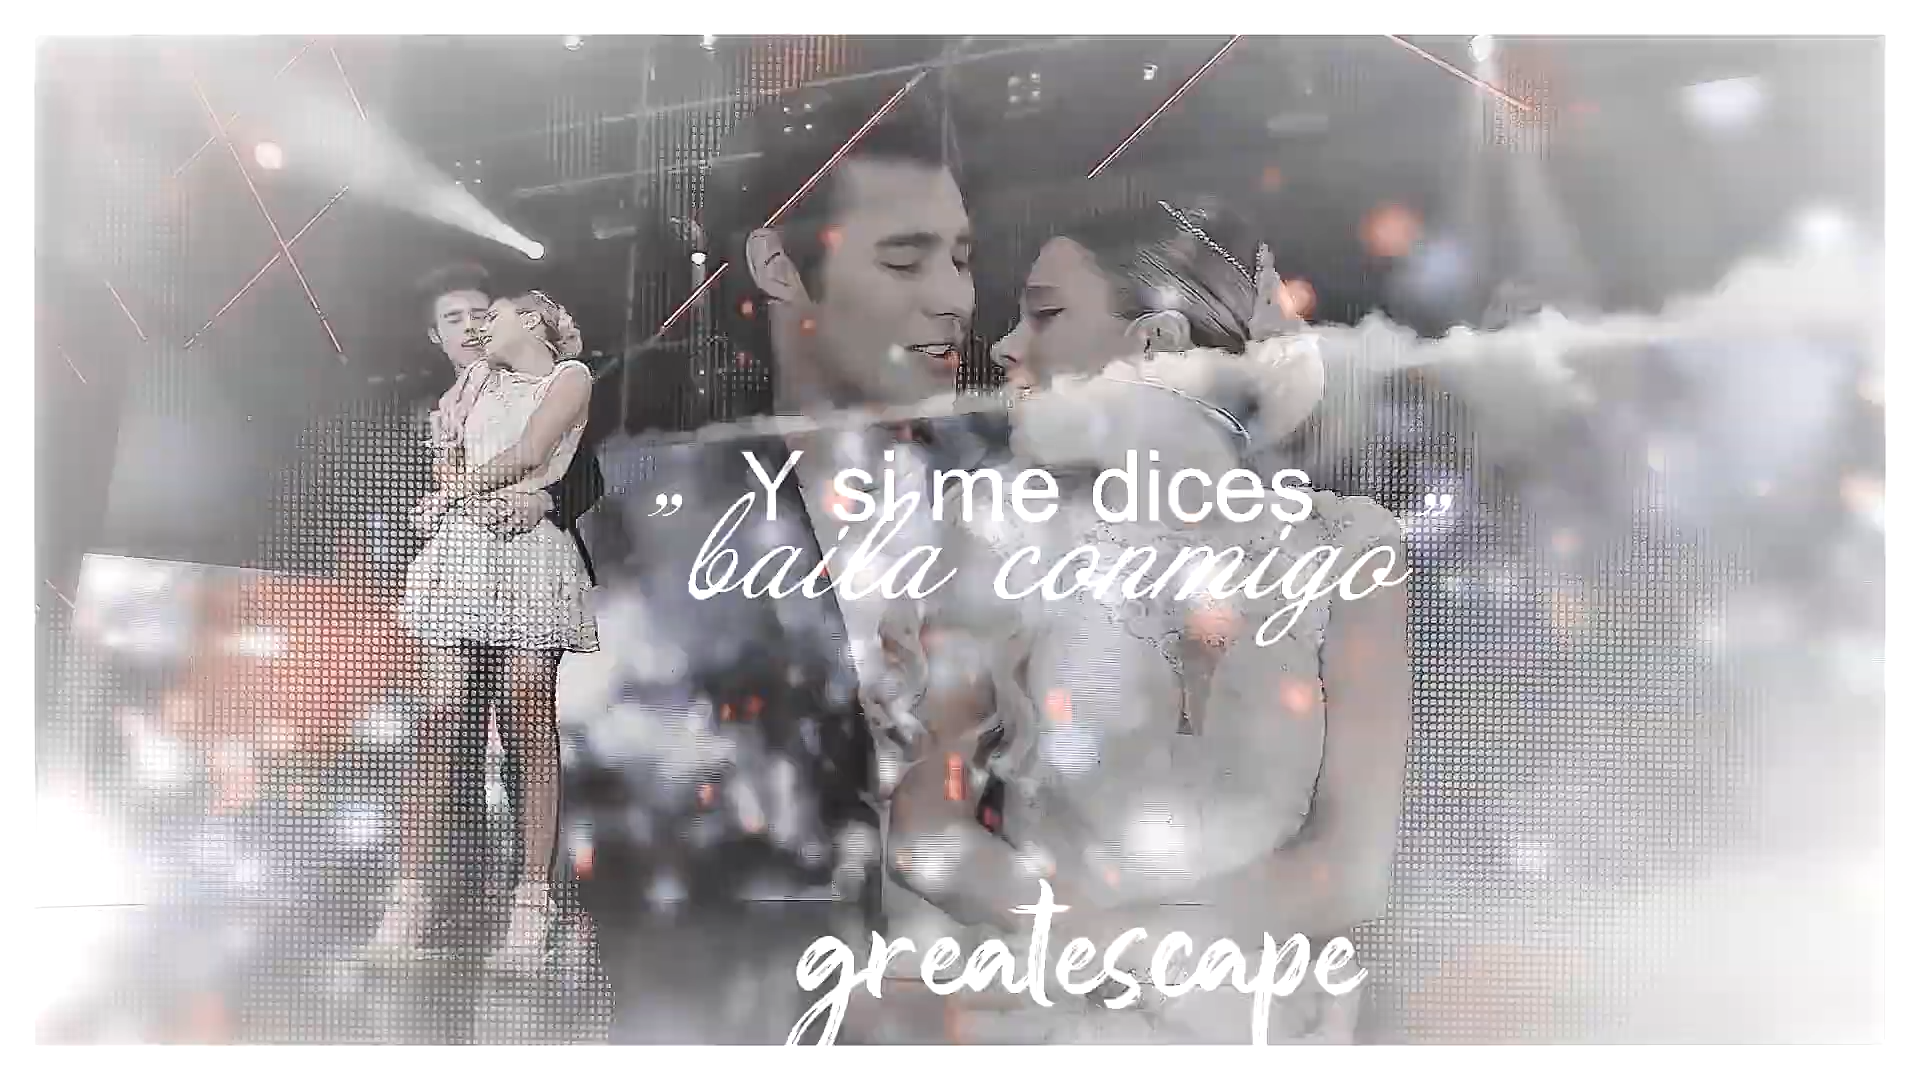 ” Y si me dices ”
baila conmigo
greatescape